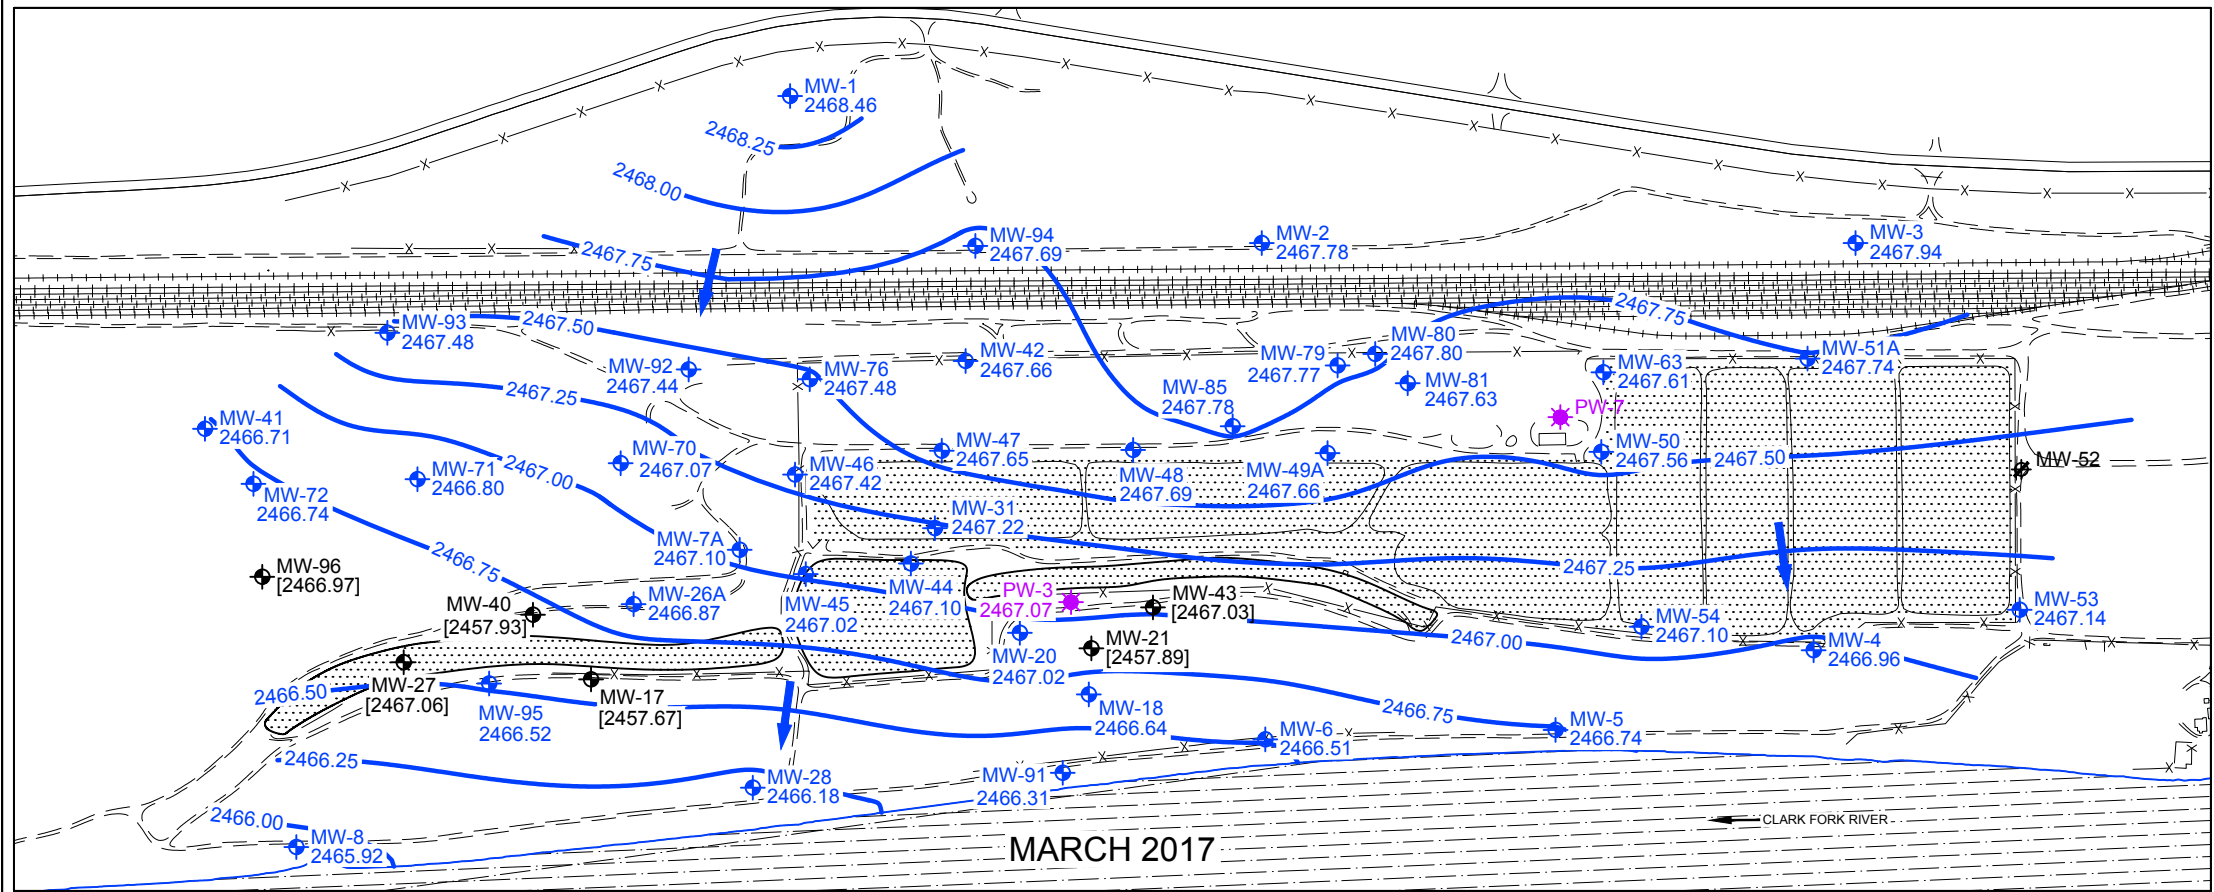 MW-1
2468.46
2468.25
2468.00
MW-94
2467.69
MW-2
2467.78
MW-3
2467.94
2467.75
2467.75
MW-93
2467.48
2467.50
MW-92
2467.44
MW-76
2467.48
MW-42
2467.66
MW-79
2467.77
MW-80
2467.80
MW-81
2467.63
MW-85
2467.78
MW-63
2467.61
MW-51A
2467.74
2467.25
PW-7
MW-41
2466.71
MW-71
2466.80
2467.00
MW-70
2467.07
MW-46
2467.42
MW-47
2467.65
MW-48
2467.69
MW-49A
2467.66
MW-50
2467.56
2467.50
MW-52
MW-72
2466.74
MW-31
2467.22
MW-7A
2467.10
2466.75
2467.25
MW-96
[2466.97]
MW-40
[2457.93]
MW-26A
2466.87
MW-45
2467.02
MW-44
2467.10
PW-3
2467.07
MW-43
[2467.03]
MW-21
[2457.89]
MW-20
2467.02
2467.00
MW-54
2467.10
MW-4
2466.96
MW-53
2467.14
2466.50
MW-27
[2467.06]
MW-95
2466.52
MW-17
[2457.67]
MW-18
2466.64
2466.75
MW-6
2466.51
MW-5
2466.74
2466.25
MW-28
2466.18
MW-91
2466.31
2466.00
MW-8
2465.92
CLARK FORK RIVER
MARCH 2017